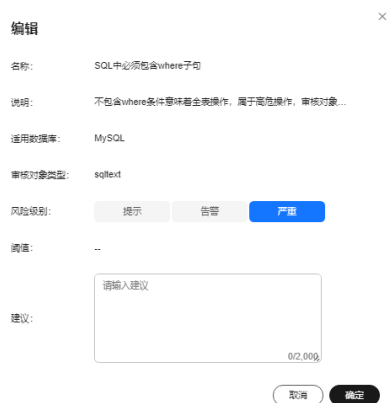 编辑
名称: SQL中必须包含where子句
说明: 不包含where条件意味着全表操作，属于高危操作，审核对象...
适用数据库: MySQL
审核对象类型: sqltext
风险级别: 提示 告警 严重
阈值: --
建议: 请输入建议
0/2,000
取消 确定